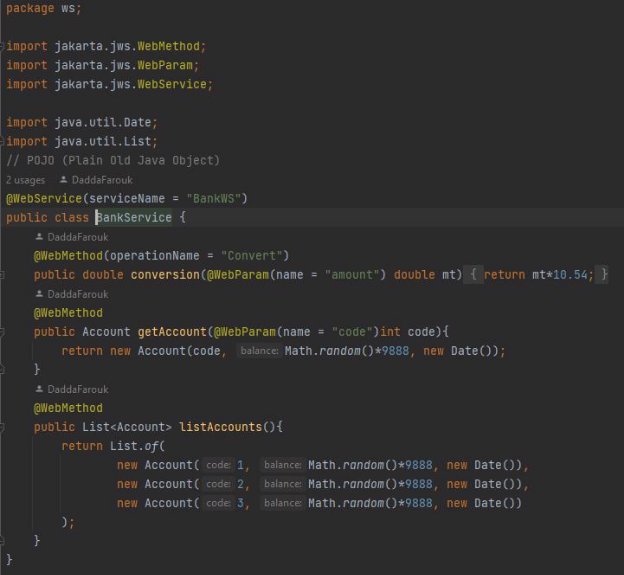 package ws;
import jakarta.jws.WebMethod;
import jakarta.jws.WebParam;
import jakarta.jws.WebService;
import java.util.Date;
import java.util.List;
// POJO (Plain Old Java Object)
2 usages DaddaFarouk
@WebService(serviceName = "BankWS")
public class BankService {
DaddaFarouk
@WebMethod(operationName = "Convert")
public double conversion(@WebParam(name = "amount") double mt) { return mt*10.54; }
DaddaFarouk
@WebMethod
public Account getAccount(@WebParam(name = "code")int code){
return new Account(code, balance: Math.random()*9888, new Date());
}
DaddaFarouk
@WebMethod
public List<Account> listAccounts(){
return List.of(
new Account( code: 1, balance: Math.random()*9888, new Date()),
new Account( code: 2, balance: Math.random()*9888, new Date()),
new Account( code: 3, balance: Math.random()*9888, new Date())
);
}
}